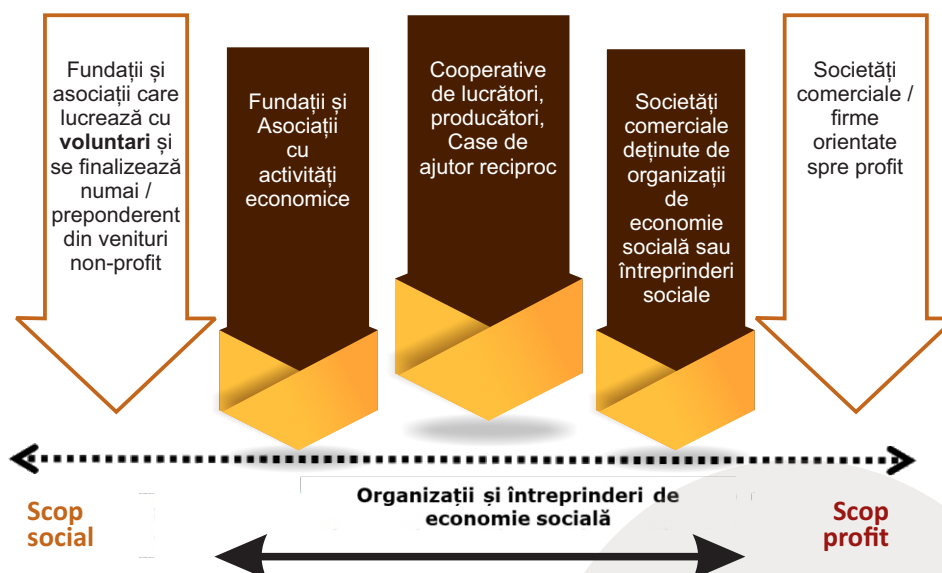 Fundații și
asociații care
lucrează cu
voluntari și
se finalizează
numai /
preponderent
din venituri
non-profit
Fundații și
Asociații
cu
activități
economice
Cooperative
de lucrători,
producători,
Case de
ajutor reciproc
Societăți
comerciale
deținute de
organizații
de
economie
socială sau
întreprinderi
sociale
Societăți
comerciale /
firme
orientate
spre profit
Scop
social
Organizații și întreprinderi de
economie socială
Scop
profit